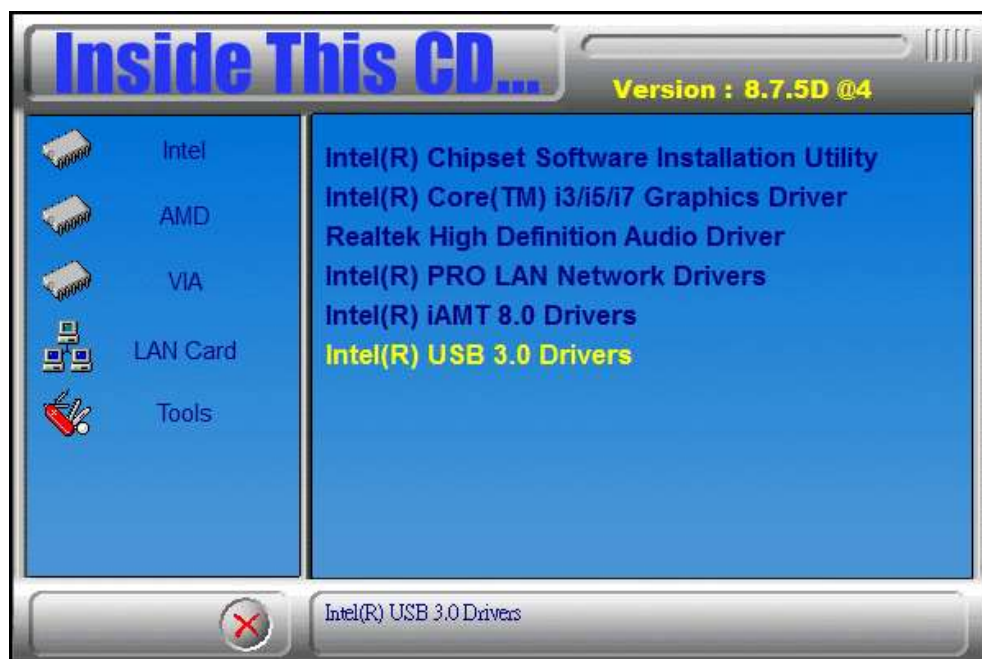 Inside This CD...
Version : 8.7.5D @4
Intel
AMD
VIA
LAN Card
Tools
Intel(R) Chipset Software Installation Utility
Intel(R) Core(TM) i3/i5/i7 Graphics Driver
Realtek High Definition Audio Driver
Intel(R) PRO LAN Network Drivers
Intel(R) iAMT 8.0 Drivers
Intel(R) USB 3.0 Drivers
Intel(R) USB 3.0 Drivers